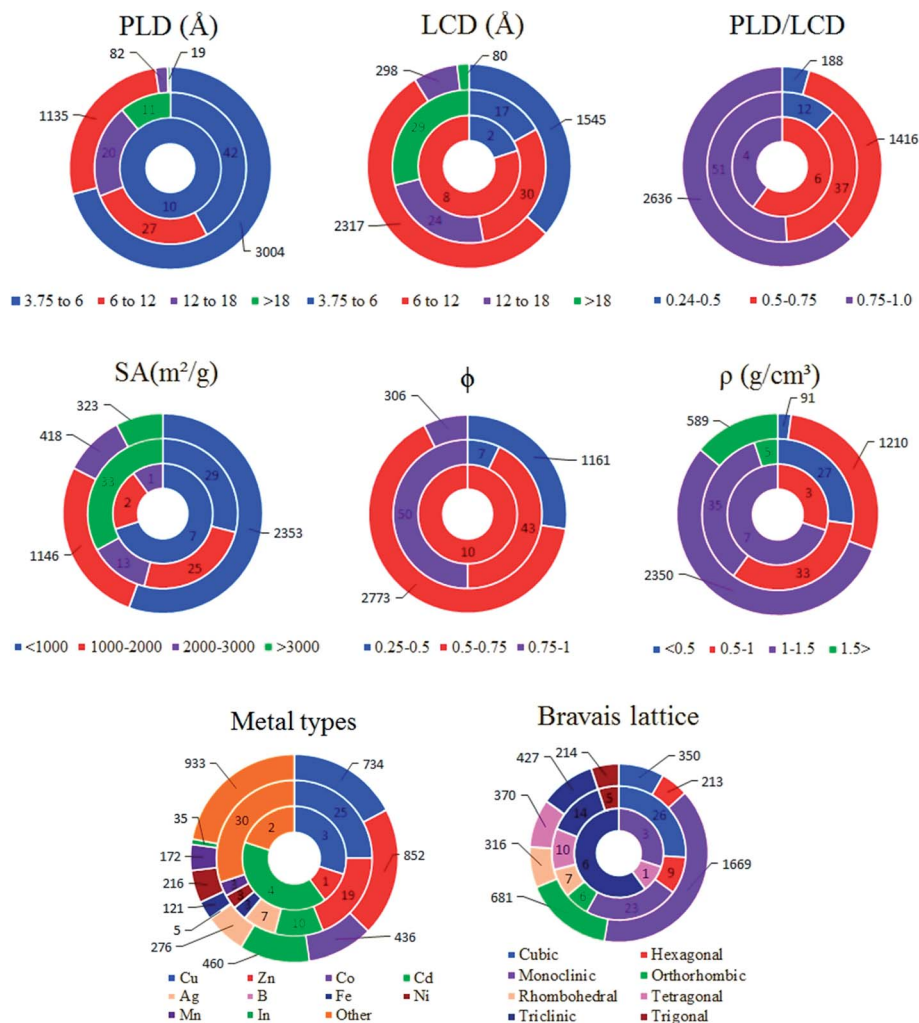 PLD (Å) LCD (Å) PLD/LCD
82 19 1135 11 20 42 10 27 3004
298 80 1545 17 2 29 30 8 24 2317
188 12 1416 51 4 6 37 2636
3.75 to 6 6 to 12 12 to 18 >18 3.75 to 6 6 to 12 12 to 18 >18 0.24-0.5 0.5-0.75 0.75-1.0
SA(m²/g) ϕ ρ (g/cm³)
323 418 1146 33 1 29 2 7 13 25 2353
306 7 1161 50 43 10 2773
589 91 1210 5 27 35 3 7 33 2350
<1000 1000-2000 2000-3000 >3000 0.25-0.5 0.5-0.75 0.75-1 <0.5 0.5-1 1-1.5 1.5>
Metal types Bravais lattice
933 734 35 30 25 2 3 172 4 1 19 852 216 7 10 121 5 276 460 436
427 214 350 213 5 26 14 370 3 6 10 1 9 316 7 6 23 1669 681
Cu Zn Co Cd
Ag B Fe Ni
Mn In Other
Cubic Hexagonal
Monoclinic Orthorhombic
Rhombohedral Tetragonal
Triclinic Trigonal